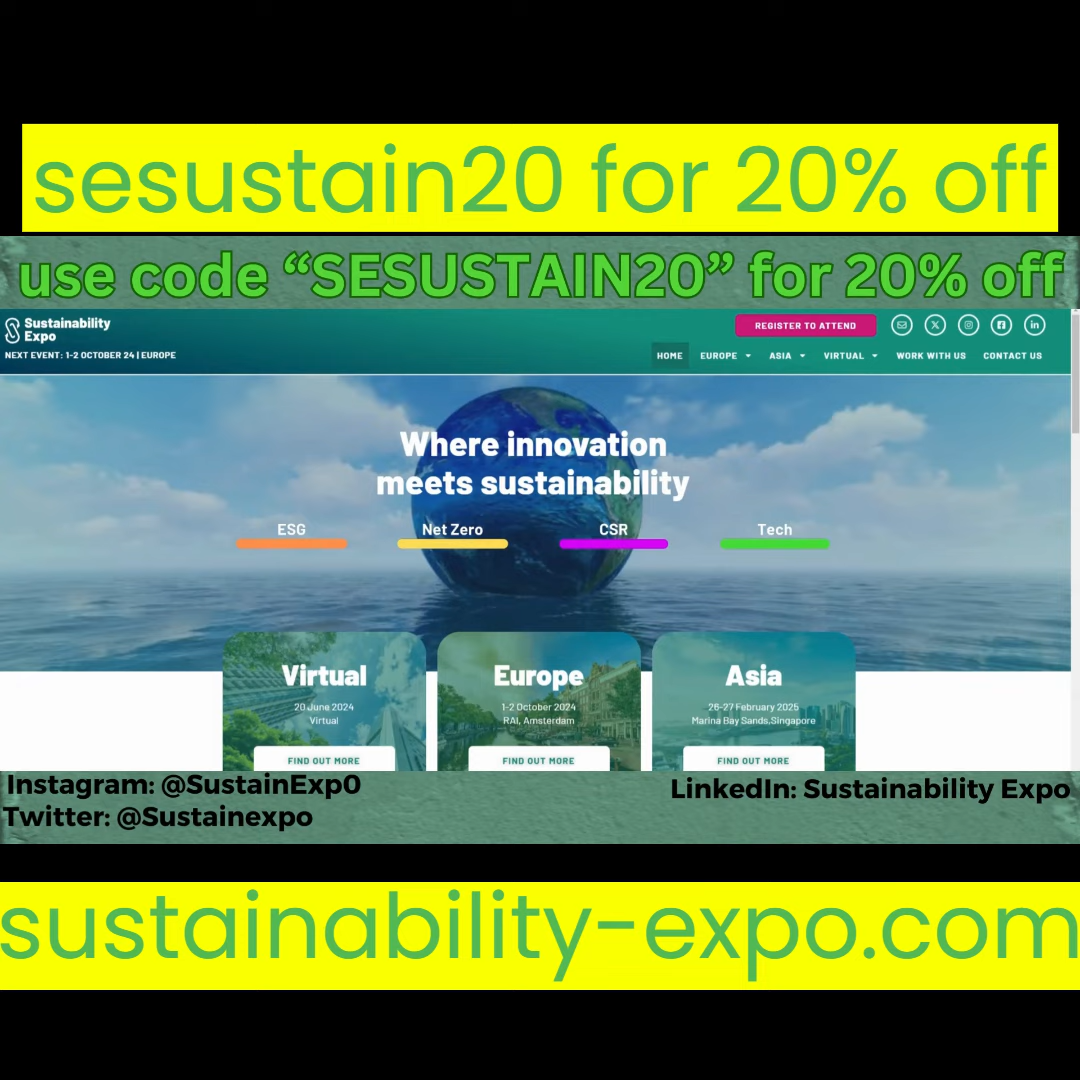 sesustain20 for 20% off
use code “SESUSTAIN20” for 20% off
Sustainability
Expo
REGISTER TO ATTEND
NEXT EVENT: 1-2 OCTOBER 24 | EUROPE
HOME EUROPE ASIA VIRTUAL WORK WITH US CONTACT US
Where innovation
meets sustainability
ESG Net Zero CSR Tech
Virtual
20 June 2024
Virtual
FIND OUT MORE
Europe
1-2 October 2024
RAI, Amsterdam
FIND OUT MORE
Asia
26-27 February 2025
Marina Bay Sands,Singapore
FIND OUT MORE
Instagram: @SustainExp0
Twitter: @Sustainexpo
LinkedIn: Sustainability Expo
sustainability-expo.com